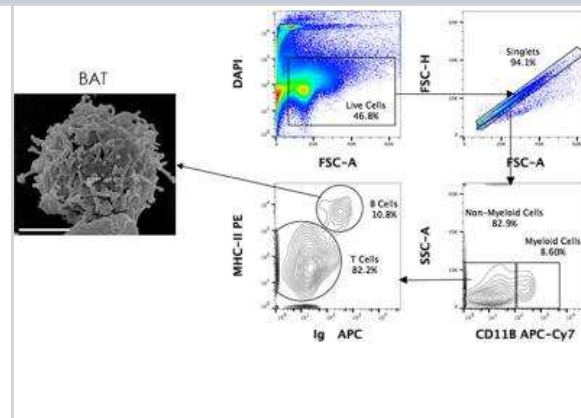 BAT
DAPI
Live Cells
46.8%
FSC-A
FSC-H
Singlets
94.1%
FSC-A
MHC-II PE
B Cells
10.8%
T Cells
82.2%
Ig APC
SSC-A
Non-Myeloid Cells
82.9%
Myeloid Cells
8.60%
CD11B APC-Cy7